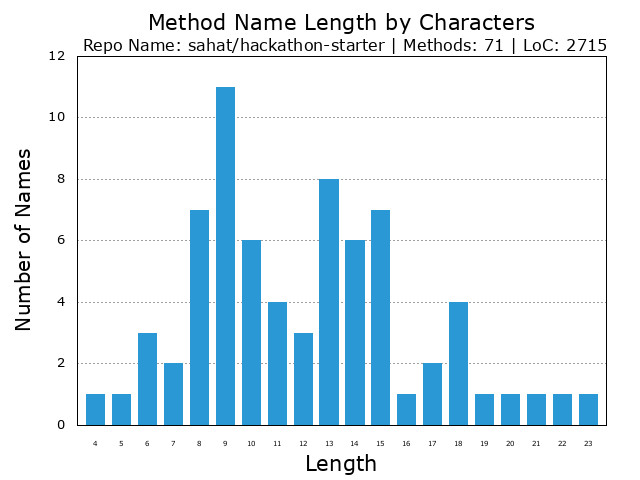 Method Name Length by Characters
Repo Name: sahat/hackathon-starter | Methods: 71 | LoC: 2715
Number of Names
12
10
8
6
4
2
0
4 5 6 7 8 9 10 11 12 13 14 15 16 17 18 19 20 21 22 23
Length